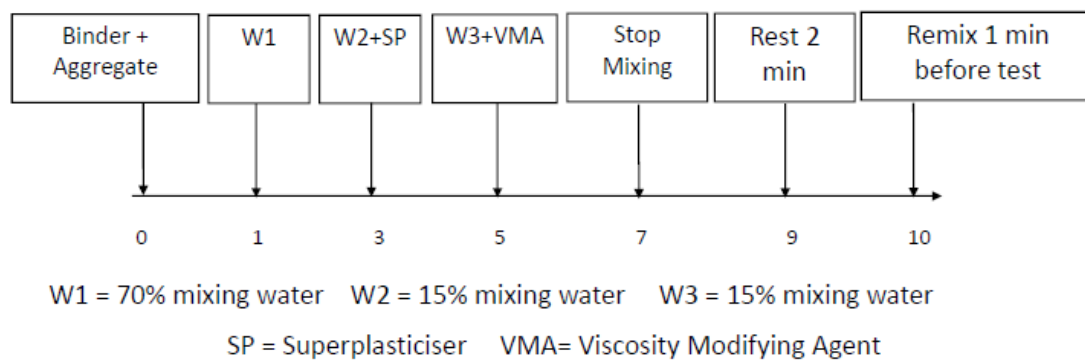 Binder +
Aggregate
W1
W2+SP
W3+VMA
Stop
Mixing
Rest 2
min
Remix 1 min
before test
0 1 3 5 7 9 10
W1 = 70% mixing water W2 = 15% mixing water W3 = 15% mixing water
SP = Superplasticiser VMA= Viscosity Modifying Agent